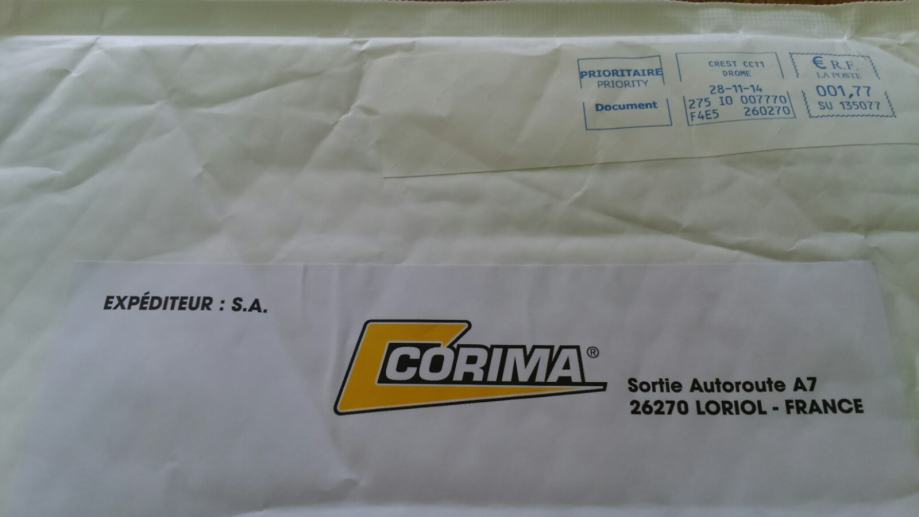 PRIORITAIRE
PRIORITY
Document
CREST CCT1
DROME
28-11-14
275 IO 007770
F4E5 260270
€ R.F.
LA POSTE
001,77
SU 135077
EXPÉDITEUR : S.A.
CORIMA®
Sortie Autoroute A7
26270 LORIOL - FRANCE